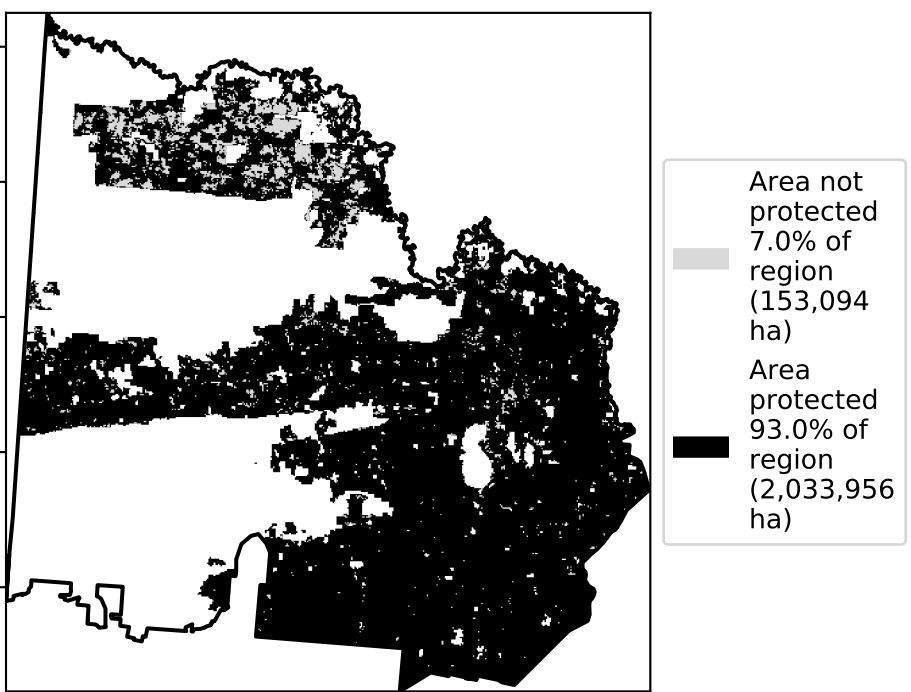 Area not
protected
7.0% of
region
(153,094
ha)
Area
protected
93.0% of
region
(2,033,956
ha)